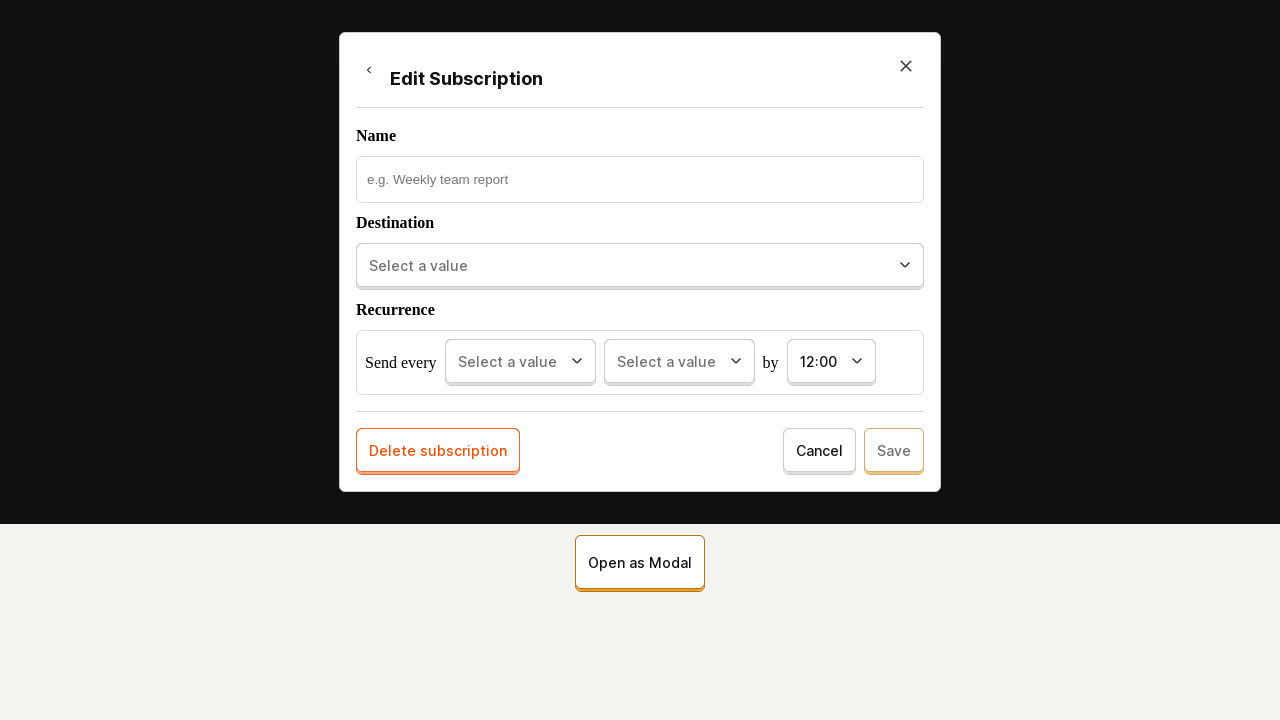 Edit Subscription
Name
e.g. Weekly team report
Destination
Select a value
Recurrence
Send every Select a value Select a value by 12:00
Delete subscription Cancel Save
Open as Modal